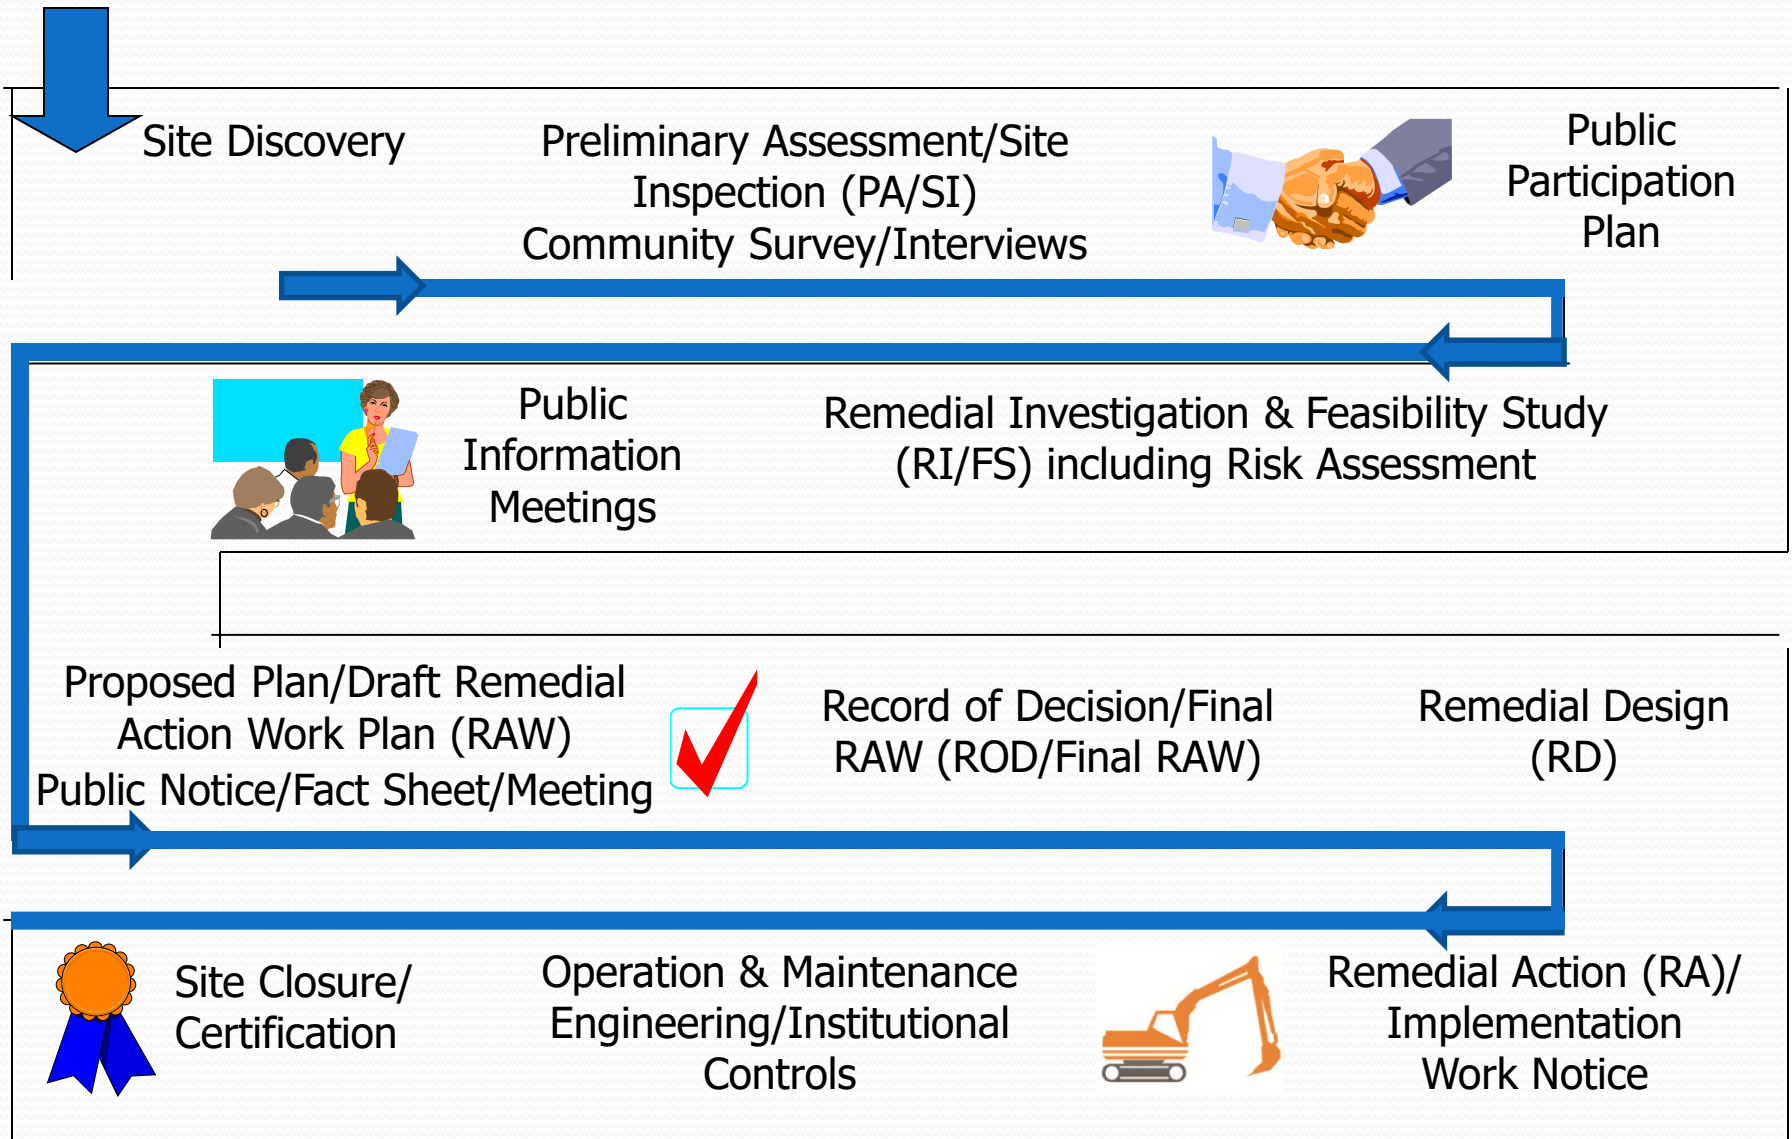 Site Discovery
Preliminary Assessment/Site
Inspection (PA/SI)
Community Survey/Interviews
Public
Participation
Plan
Public
Information
Meetings
Remedial Investigation & Feasibility Study
(RI/FS) including Risk Assessment
Proposed Plan/Draft Remedial
Action Work Plan (RAW)
Public Notice/Fact Sheet/Meeting
Record of Decision/Final
RAW (ROD/Final RAW)
Remedial Design
(RD)
Site Closure/
Certification
Operation & Maintenance
Engineering/Institutional
Controls
Remedial Action (RA)/
Implementation
Work Notice